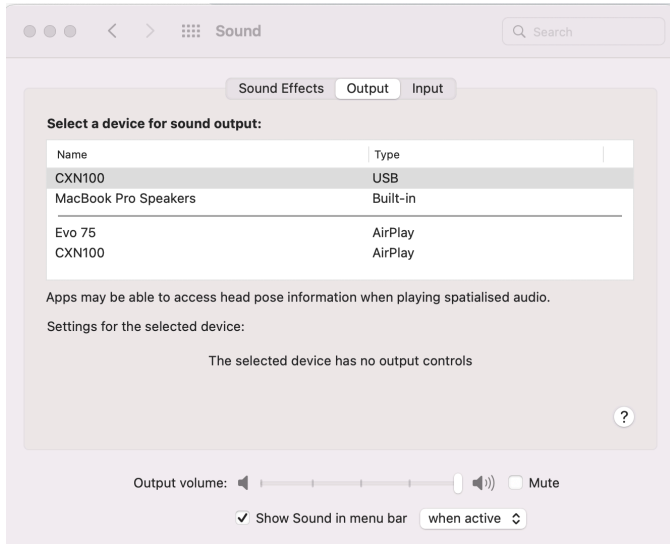 Sound
Search
Sound Effects Output Input
Select a device for sound output:
Name Type
CXN100 USB
MacBook Pro Speakers Built-in
Evo 75 AirPlay
CXN100 AirPlay
Apps may be able to access head pose information when playing spatialised audio.
Settings for the selected device:
The selected device has no output controls
?
Output volume: Mute
Show Sound in menu bar when active